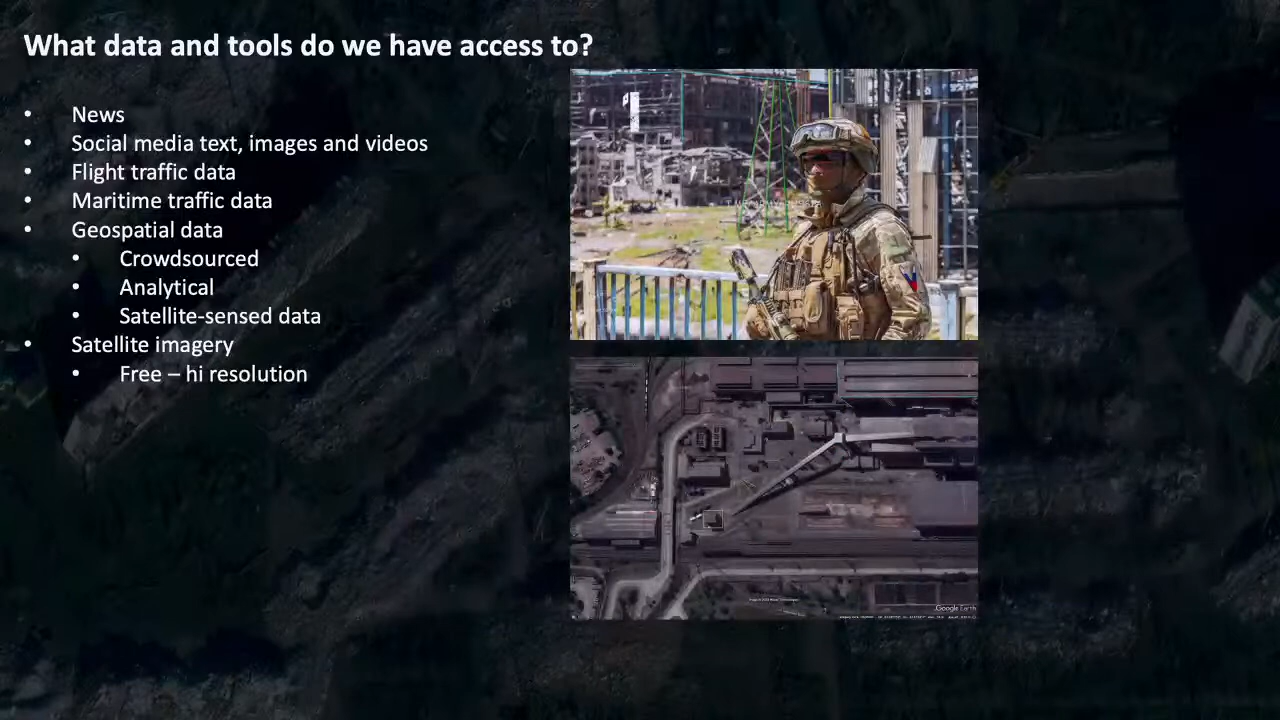 What data and tools do we have access to?
• News
• Social media text, images and videos
• Flight traffic data
• Maritime traffic data
• Geospatial data
• Crowdsourced
• Analytical
• Satellite-sensed data
• Satellite imagery
• Free – hi resolution
Google Earth